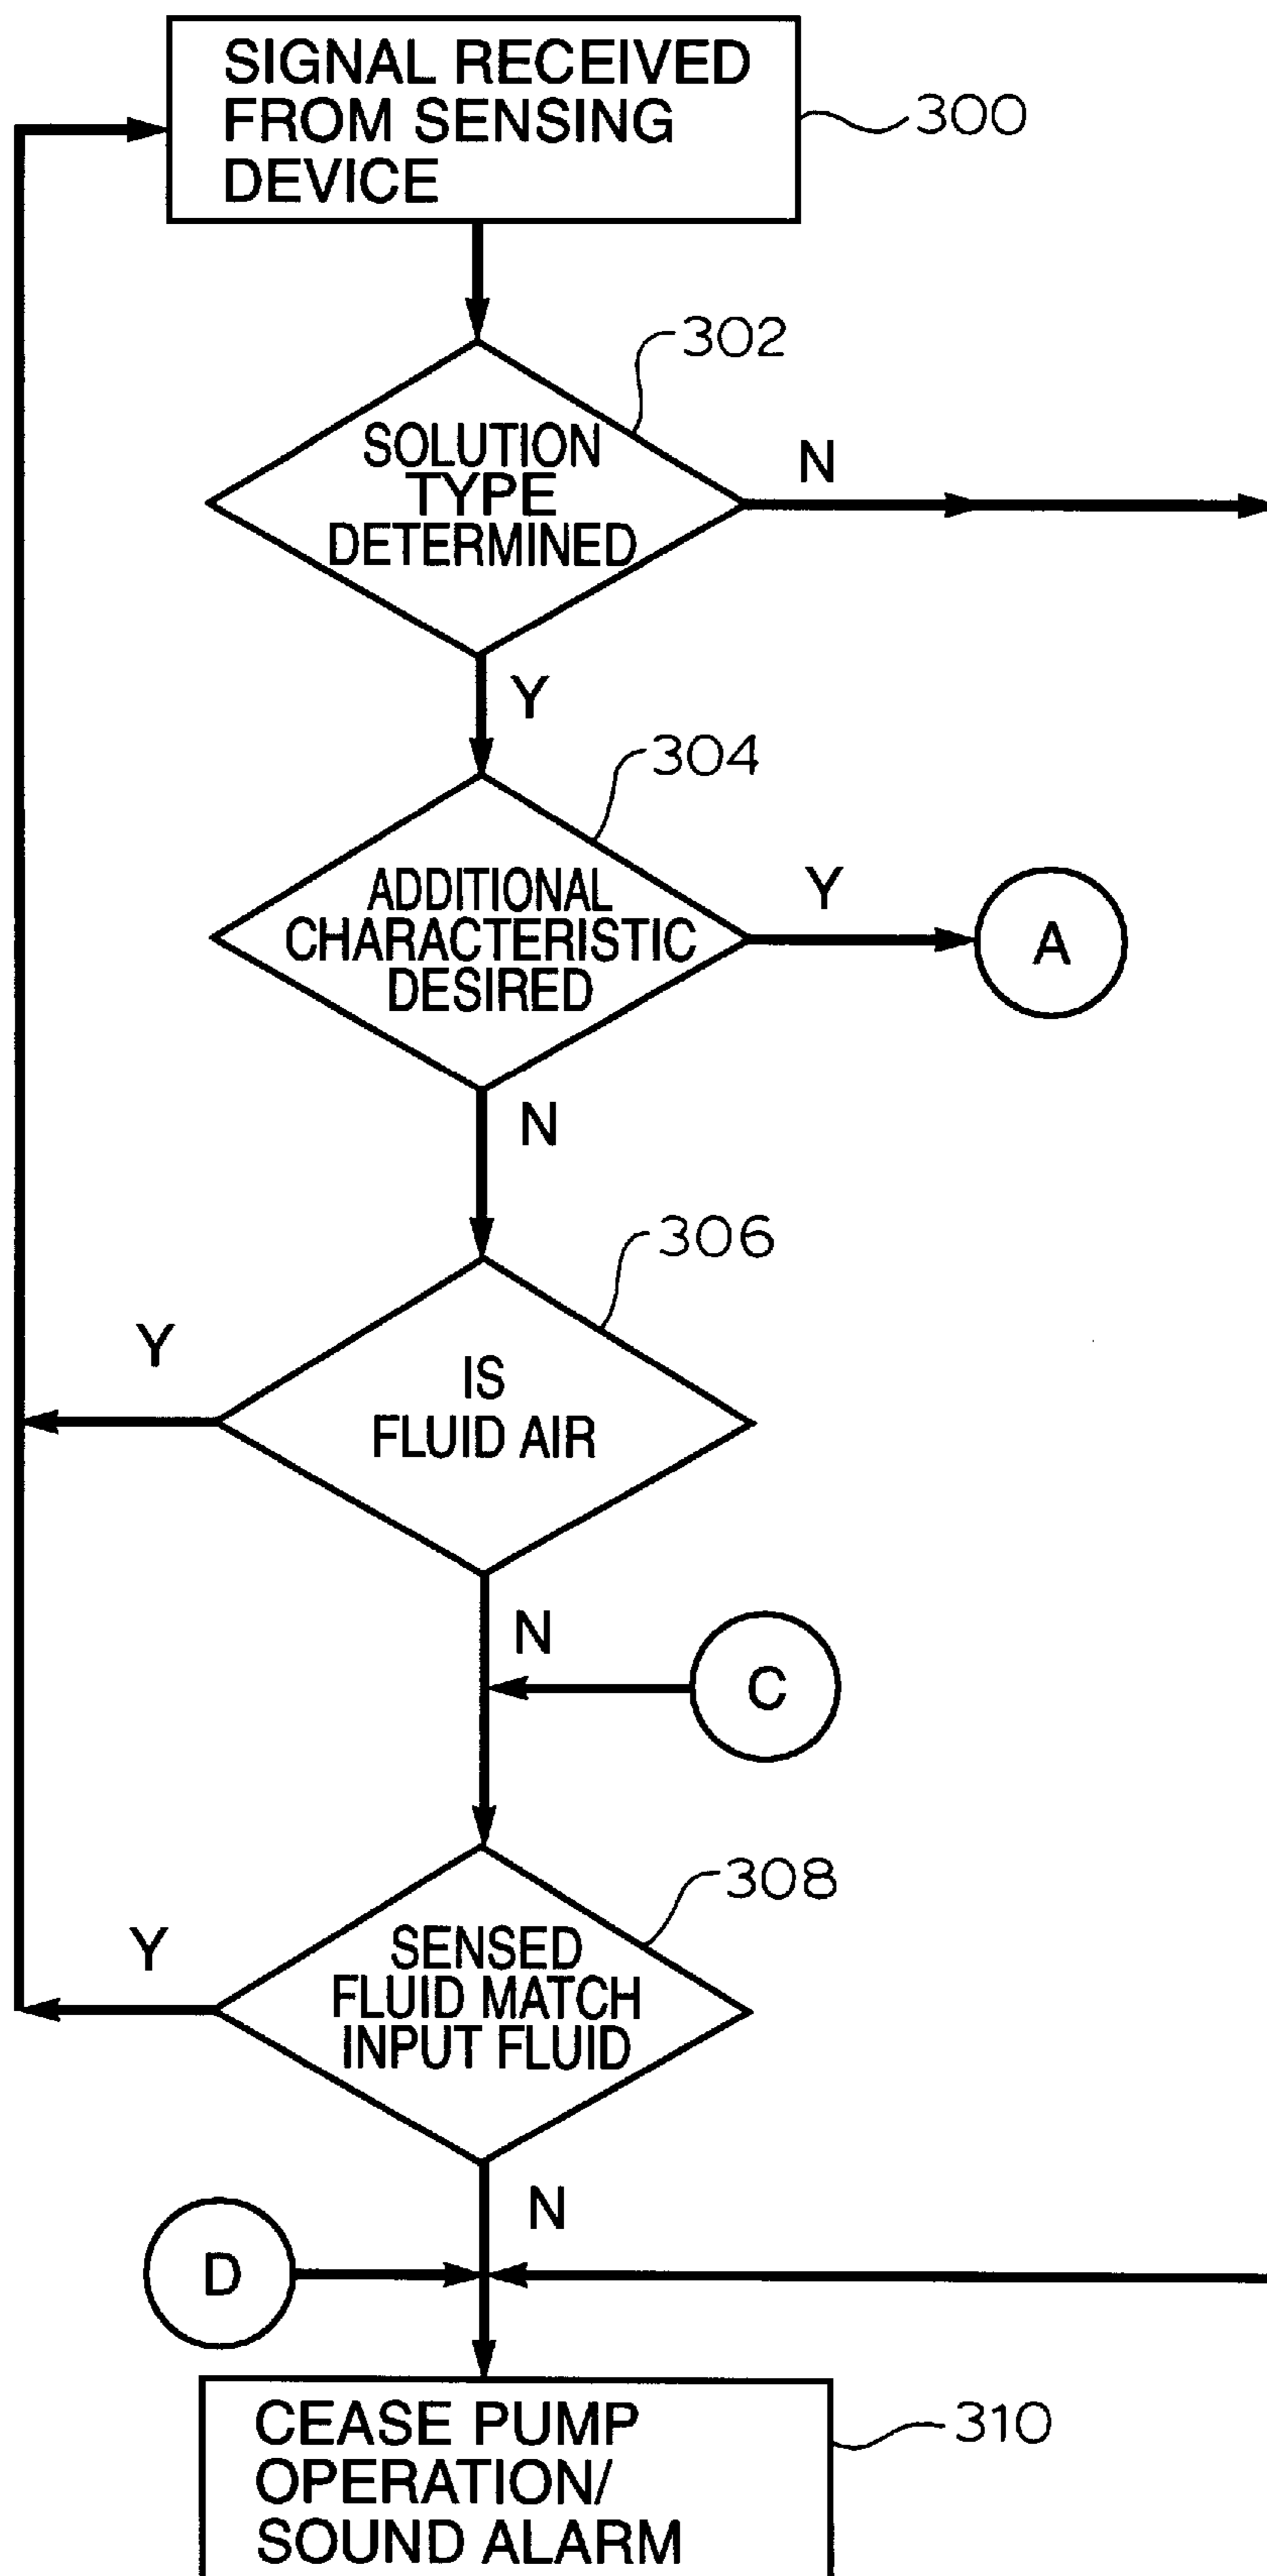 SIGNAL RECEIVED
FROM SENSING
DEVICE
300
302
SOLUTION
TYPE
DETERMINED
N
Y
304
ADDITIONAL
CHARACTERISTIC
DESIRED
Y
A
N
306
Y
IS
FLUID AIR
N
C
308
Y
SENSED
FLUID MATCH
INPUT FLUID
N
D
CEASE PUMP
OPERATION/
SOUND ALARM
310